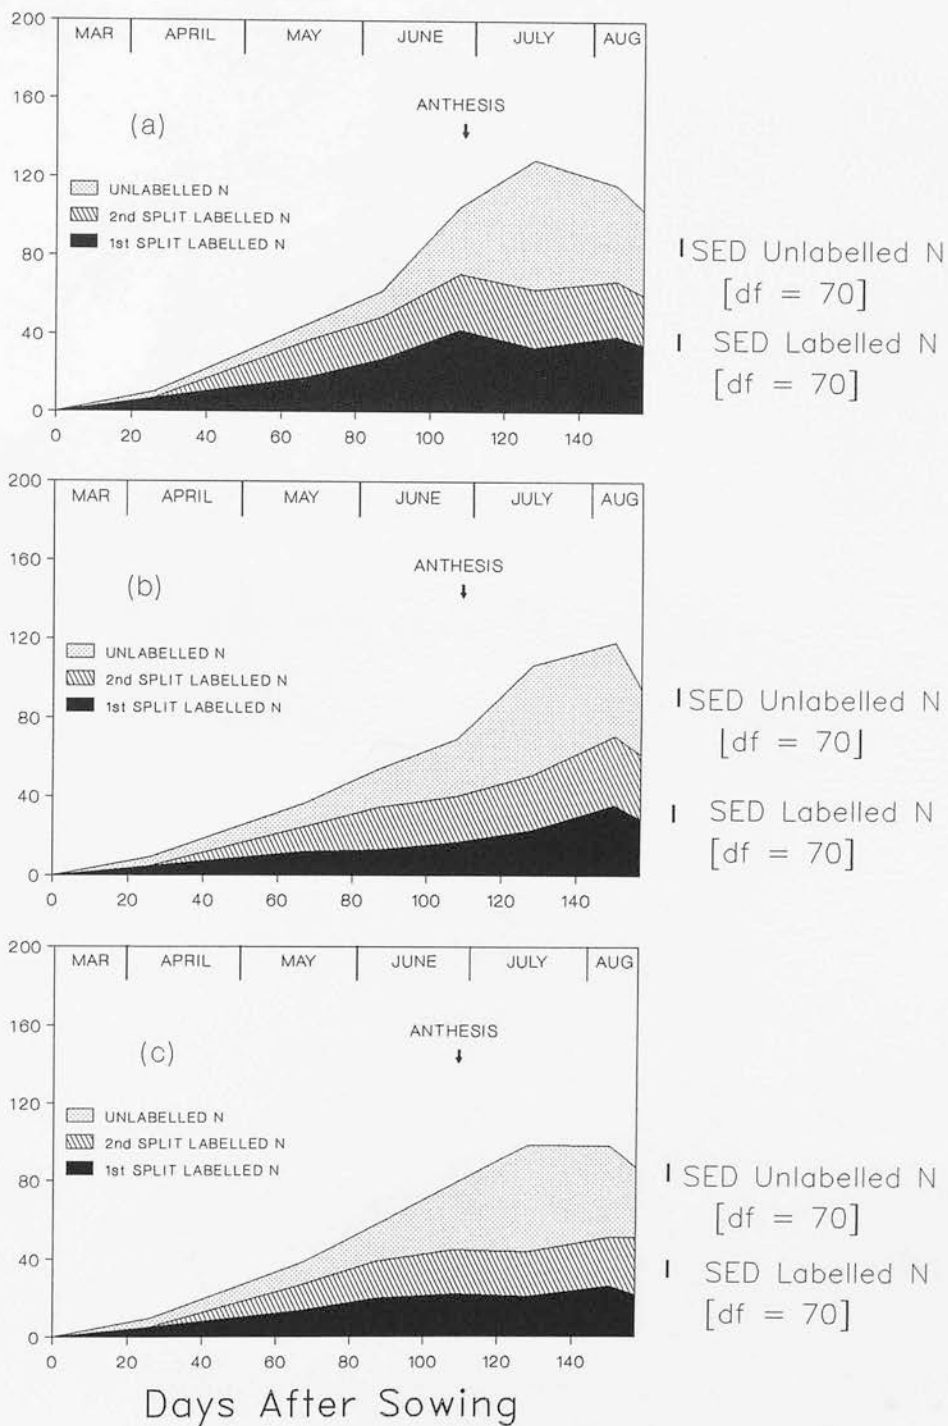 200
MAR APRIL MAY JUNE JULY AUG
160
ANTHESIS
(a)
120
UNLABELLED N
2nd SPLIT LABELLED N
1st SPLIT LABELLED N
80
40
0
0 20 40 60 80 100 120 140
SED Unlabelled N
[df = 70]
SED Labelled N
[df = 70]
200
MAR APRIL MAY JUNE JULY AUG
160
ANTHESIS
(b)
120
UNLABELLED N
2nd SPLIT LABELLED N
1st SPLIT LABELLED N
80
40
0
0 20 40 60 80 100 120 140
SED Unlabelled N
[df = 70]
SED Labelled N
[df = 70]
200
MAR APRIL MAY JUNE JULY AUG
160
ANTHESIS
(c)
120
UNLABELLED N
2nd SPLIT LABELLED N
1st SPLIT LABELLED N
80
40
0
0 20 40 60 80 100 120 140
SED Unlabelled N
[df = 70]
SED Labelled N
[df = 70]
Days After Sowing